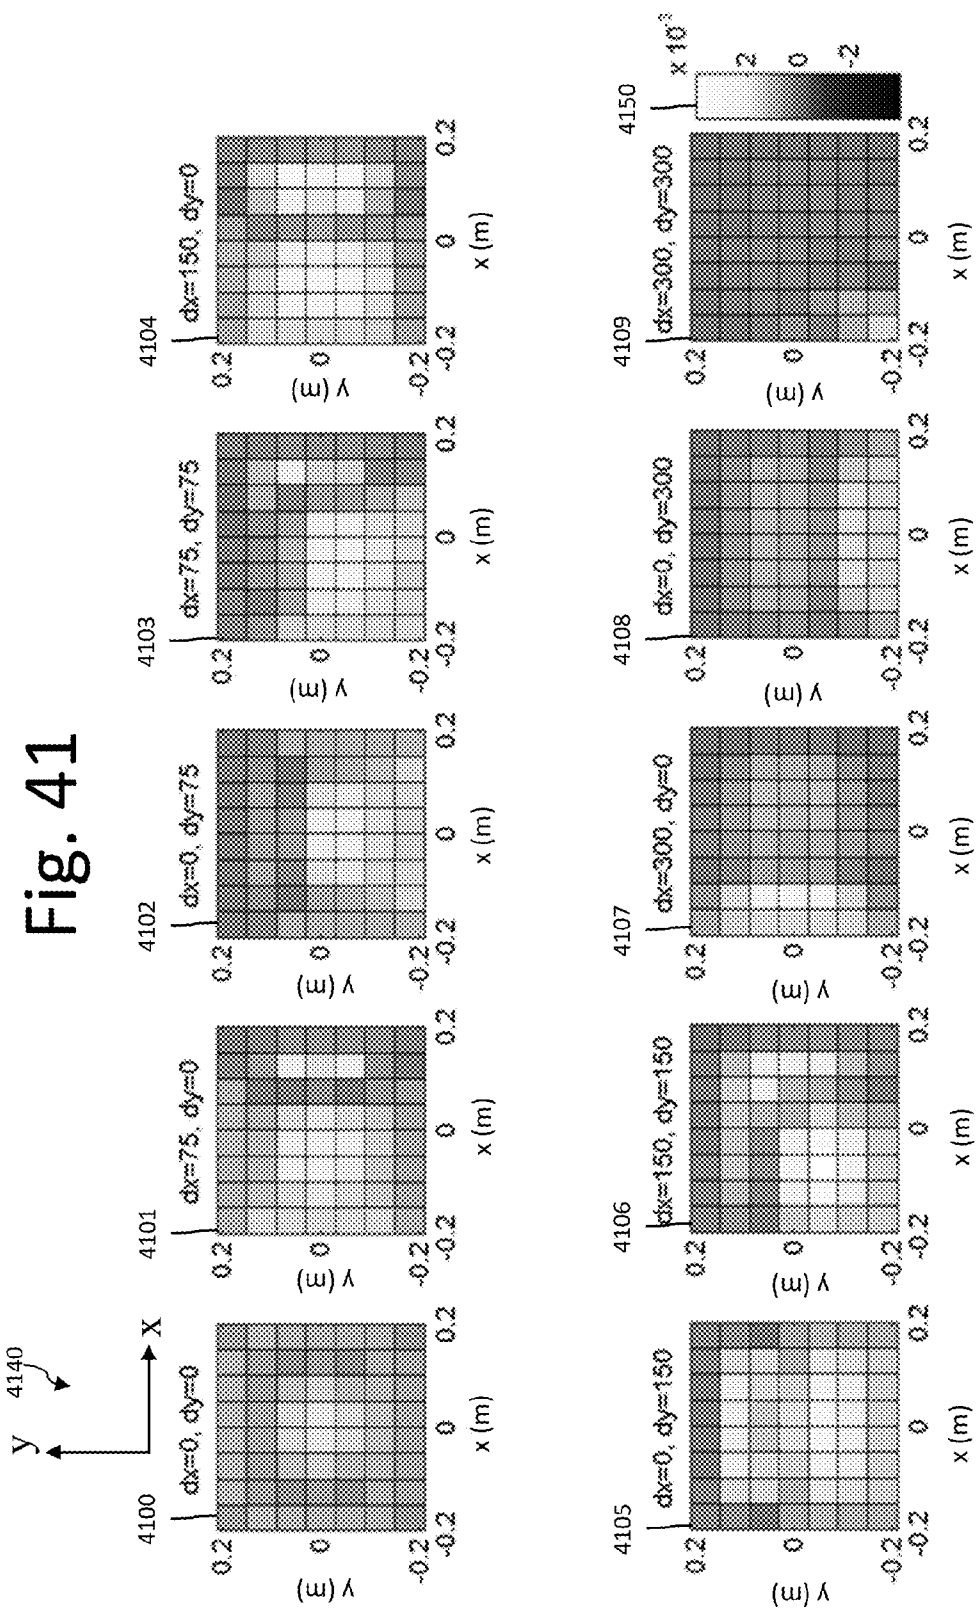 Fig. 41
4140
y
x
4100
dx=0, dy=0
0.2
0
-0.2
y (m)
-0.2
0
0.2
x (m)
4101
dx=75, dy=0
0.2
0
-0.2
y (m)
-0.2
0
0.2
x (m)
4102
dx=0, dy=75
0.2
0
-0.2
y (m)
-0.2
0
0.2
x (m)
4103
dx=75, dy=75
0.2
0
-0.2
y (m)
-0.2
0
0.2
x (m)
4104
dx=150, dy=0
0.2
0
-0.2
y (m)
-0.2
0
0.2
x (m)
4105
dx=0, dy=150
0.2
0
-0.2
y (m)
-0.2
0
0.2
x (m)
4106
dx=150, dy=150
0.2
0
-0.2
y (m)
-0.2
0
0.2
x (m)
4107
dx=300, dy=0
0.2
0
-0.2
y (m)
-0.2
0
0.2
x (m)
4108
dx=0, dy=300
0.2
0
-0.2
y (m)
-0.2
0
0.2
x (m)
4109
dx=300, dy=300
0.2
0
-0.2
y (m)
-0.2
0
0.2
x (m)
4150
x 10⁻³
2
0
-2